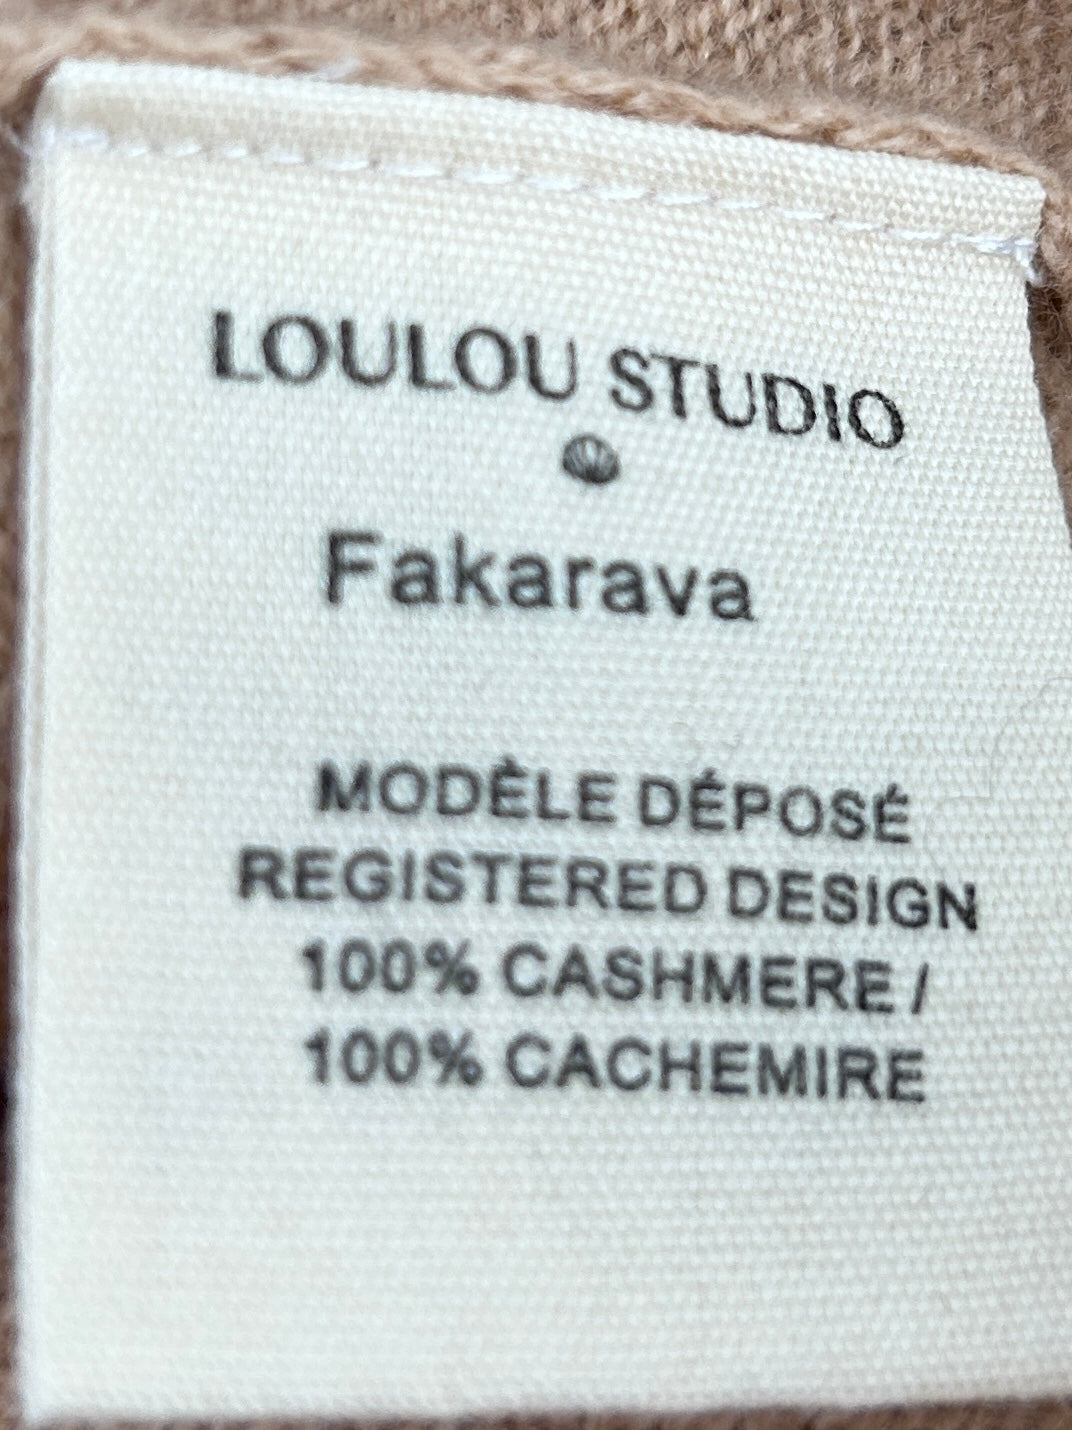 LOULOU STUDIO
Fakarava
MODÈLE DÉPOSÉ
REGISTERED DESIGN
100% CASHMERE /
100% CACHEMIRE